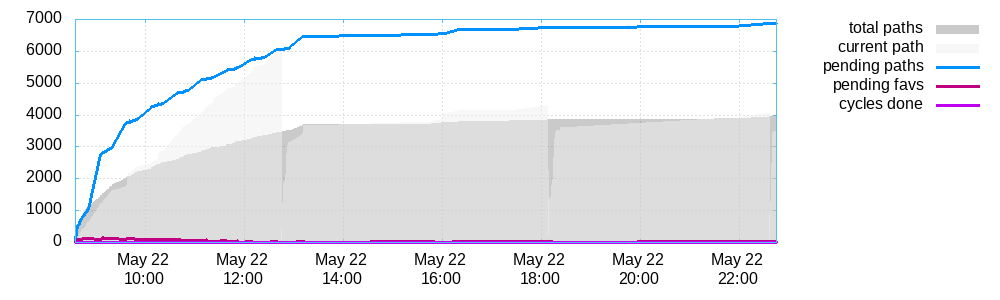 7000
6000
5000
4000
3000
2000
1000
0
May 22
10:00
May 22
12:00
May 22
14:00
May 22
16:00
May 22
18:00
May 22
20:00
May 22
22:00
total paths
current path
pending paths
pending favs
cycles done